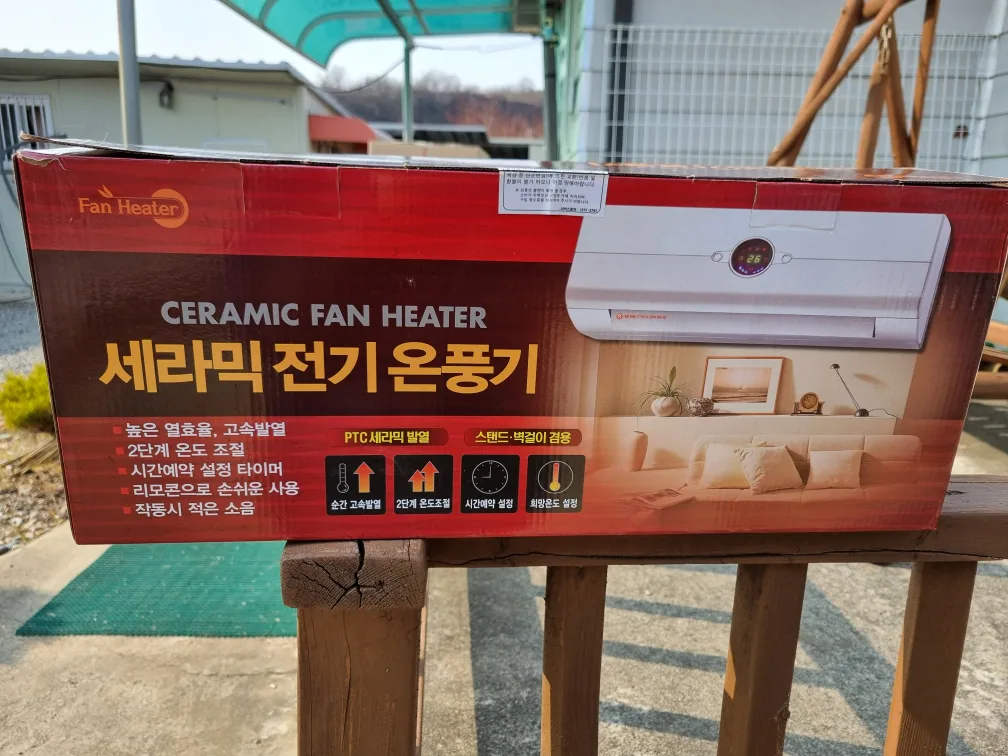 Fan Heater
CERAMIC FAN HEATER
세라믹 전기 온풍기
높은 열효율, 고속발열
2단계 온도 조절
시간예약 설정 타이머
리모콘으로 손쉬운 사용
작동시 적은 소음
PTC 세라믹 발열
스탠드·벽걸이 겸용
순간 고속발열
2단계 온도조절
시간예약 설정
희망온도 설정
26